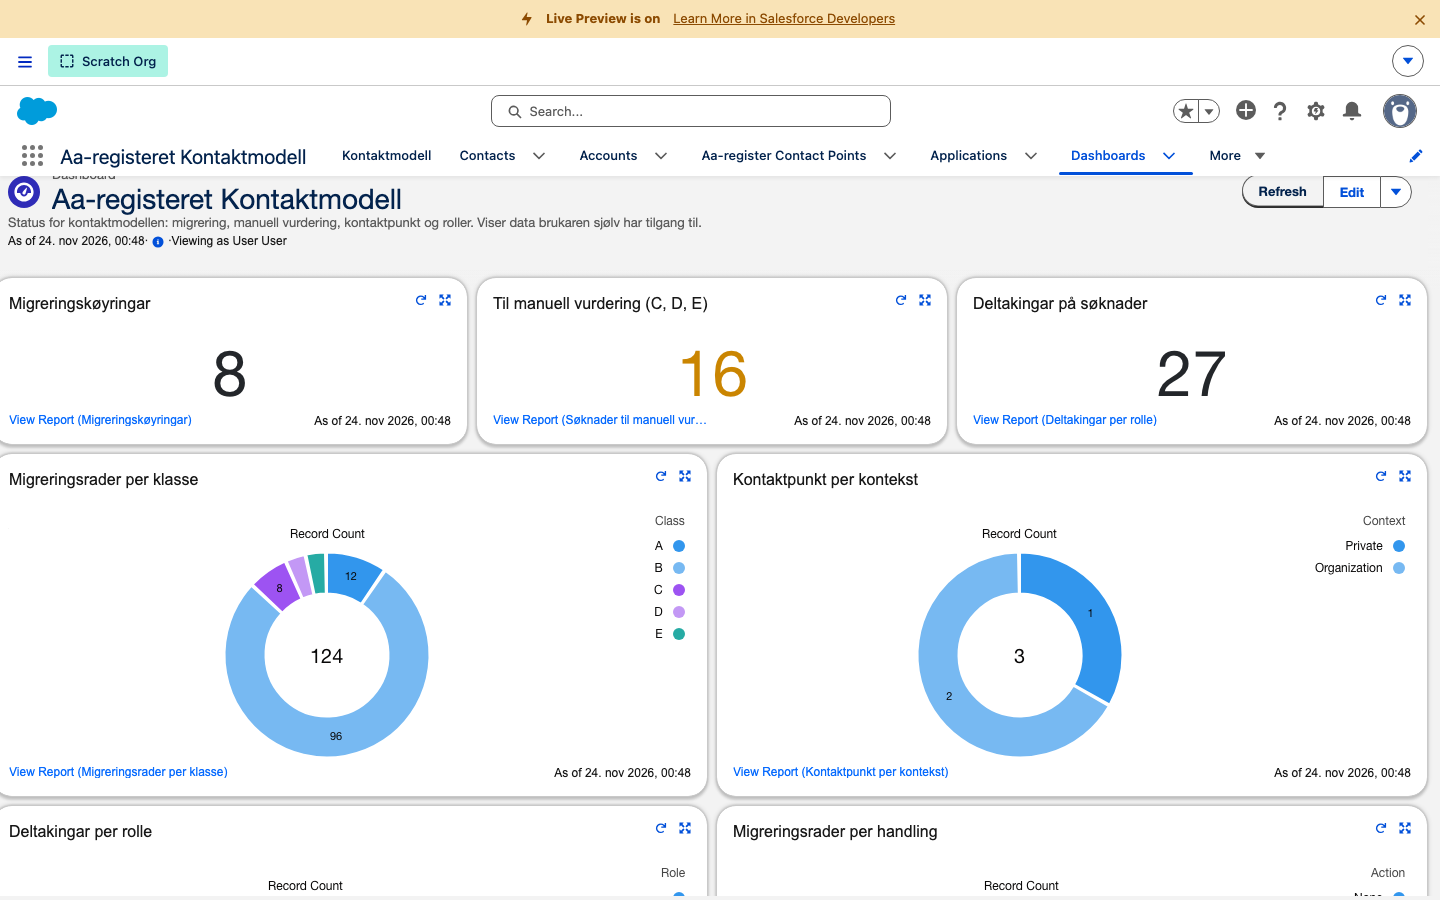 Live Preview is on Learn More in Salesforce Developers
Scratch Org
Search...
Aa-registeret Kontaktmodell Kontaktmodell Contacts Accounts Aa-register Contact Points Applications Dashboards More
Dashboard
Aa-registeret Kontaktmodell
Refresh Edit
Status for kontaktmodellen: migrering, manuell vurdering, kontaktpunkt og roller. Viser data brukaren sjølv har tilgang til.
As of 24. nov 2026, 00:48· ·Viewing as User User
Migreringskøyringar
8
View Report (Migreringskøyringar) As of 24. nov 2026, 00:48
Til manuell vurdering (C, D, E)
16
View Report (Søknader til manuell vur... As of 24. nov 2026, 00:48
Deltakingar på søknader
27
View Report (Deltakingar per rolle) As of 24. nov 2026, 00:48
Migreringsrader per klasse
Class
Record Count
A
B
C
D
E
12
8
124
96
View Report (Migreringsrader per klasse) As of 24. nov 2026, 00:48
Kontaktpunkt per kontekst
Context
Record Count
Private
Organization
1
3
2
View Report (Kontaktpunkt per kontekst) As of 24. nov 2026, 00:48
Deltakingar per rolle
Role
Record Count
Migreringsrader per handling
Action
Record Count